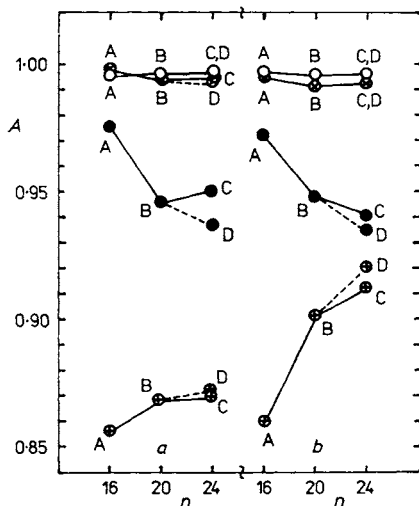 A B C,D A B C,D
1·00
C
A B D A B C,D
A
A A
0·95 B C B C
D D
D
0·90 C
B
B D
C
A A
0·85 a b
16 20 24 16 20 24
n n